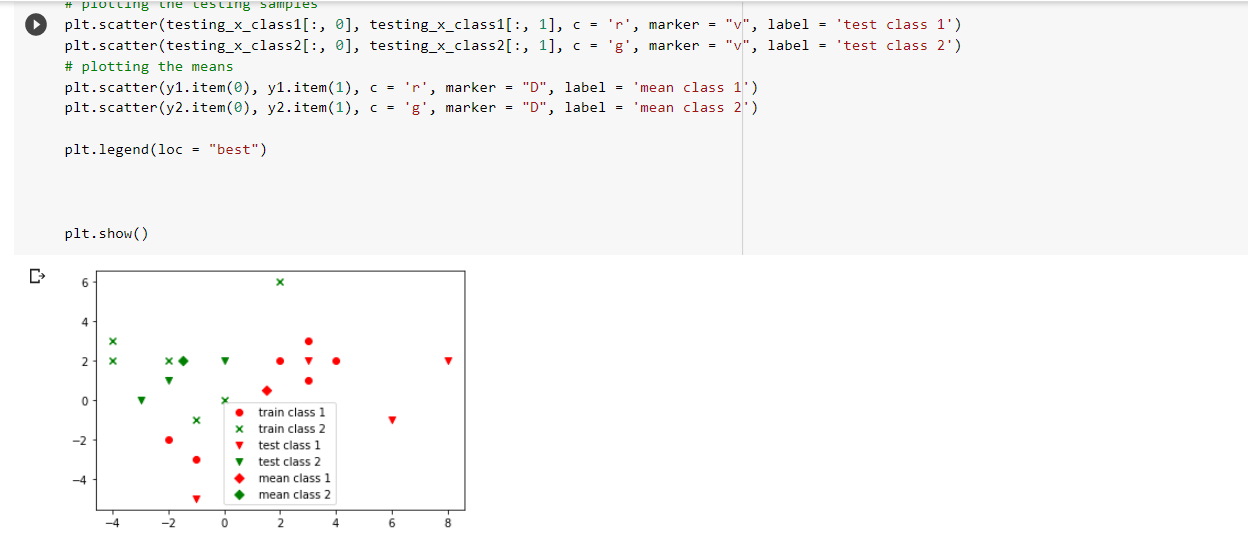 # plotting the testing samples
plt.scatter(testing_x_class1[:, 0], testing_x_class1[:, 1], c = 'r', marker = "v", label = 'test class 1')
plt.scatter(testing_x_class2[:, 0], testing_x_class2[:, 1], c = 'g', marker = "v", label = 'test class 2')
# plotting the means
plt.scatter(y1.item(0), y1.item(1), c = 'r', marker = "D", label = 'mean class 1')
plt.scatter(y2.item(0), y2.item(1), c = 'g', marker = "D", label = 'mean class 2')
plt.legend(loc = "best")
plt.show()
6
4
2
0
−2
−4
train class 1
train class 2
test class 1
test class 2
mean class 1
mean class 2
−4 −2 0 2 4 6 8